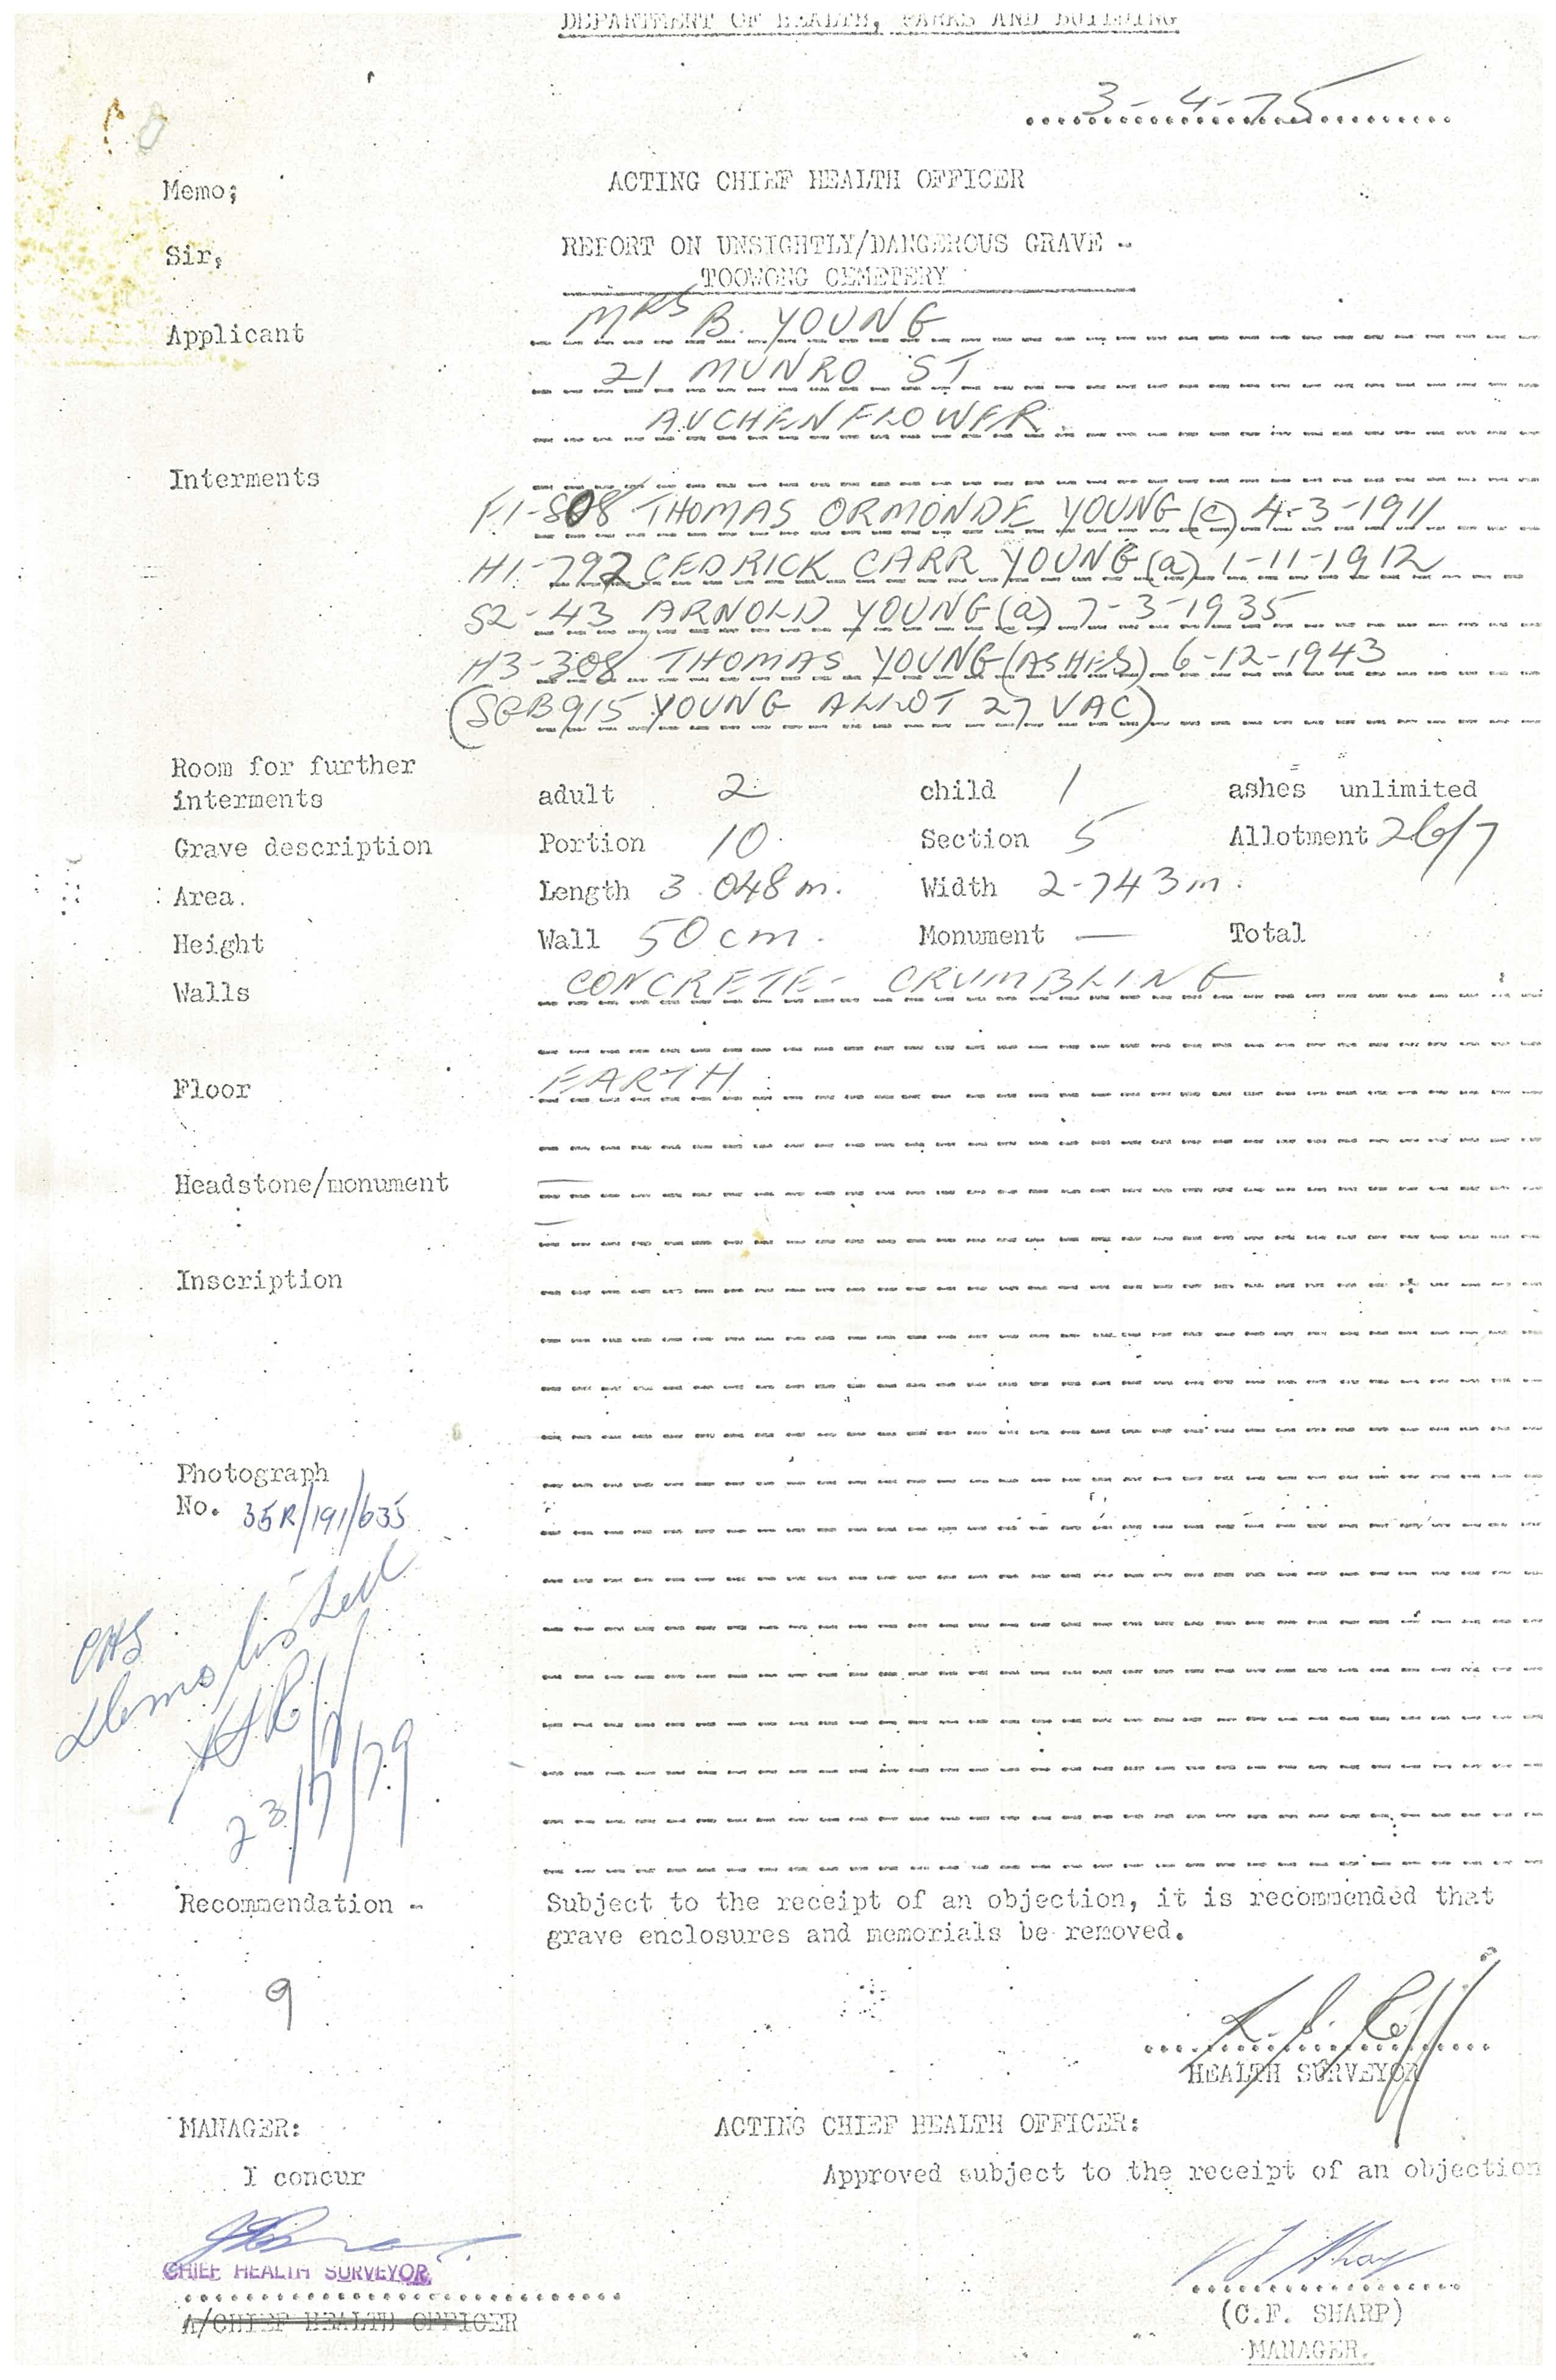 DEPARTMENT OF HEALTH, PARKS AND BUILDING
3-4-75
Memo; ACTING CHIEF HEALTH OFFICER
Sir, REPORT ON UNSIGHTLY/DANGEROUS GRAVE -
TOOWONG CEMETERY
Applicant MRS B. YOUNG
21 MUNRO ST
AUCHENFLOWER
Interments
F1-808 THOMAS ORMONDE YOUNG (c) 4-3-1911
H1-792 CEDRICK CARR YOUNG (a) 1-11-1912
S2-43 ARNOLD YOUNG (a) 7-3-1935
H3-308 THOMAS YOUNG (ASHES) 6-12-1943
(SGB915 YOUNG ALLOT 27 VAC)
Room for further
interments adult 2 child 1 ashes unlimited
Grave description Portion 10 Section 5 Allotment 26/7
Area. Length 3.048m. Width 2-743m.
Height Wall 50cm. Monument — Total
Walls CONCRETE - CRUMBLING
Floor EARTH
Headstone/monument —
Inscription
Photograph
No. 35R/191/635
CHS
Demolished
23/7/79
Recommendation - Subject to the receipt of an objection, it is recommended that
grave enclosures and memorials be removed.
9
HEALTH SURVEYOR
MANAGER: ACTING CHIEF HEALTH OFFICER:
I concur Approved subject to the receipt of an objection
CHIEF HEALTH SURVEYOR
A/CHIEF HEALTH OFFICER
(C.F. SHARP)
MANAGER.